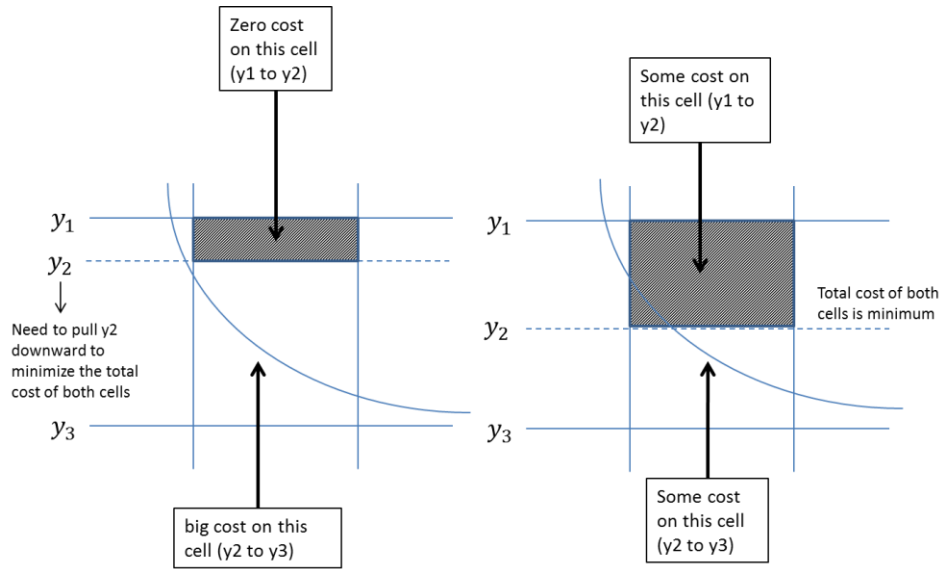 Zero cost
on this cell
(y1 to y2)
y₁
y₂
Need to pull y2
downward to
minimize the total
cost of both cells
y₃
big cost on this
cell (y2 to y3)
Some cost on
this cell (y1 to
y2)
y₁
Total cost of both
cells is minimum
y₂
y₃
Some cost
on this cell
(y2 to y3)